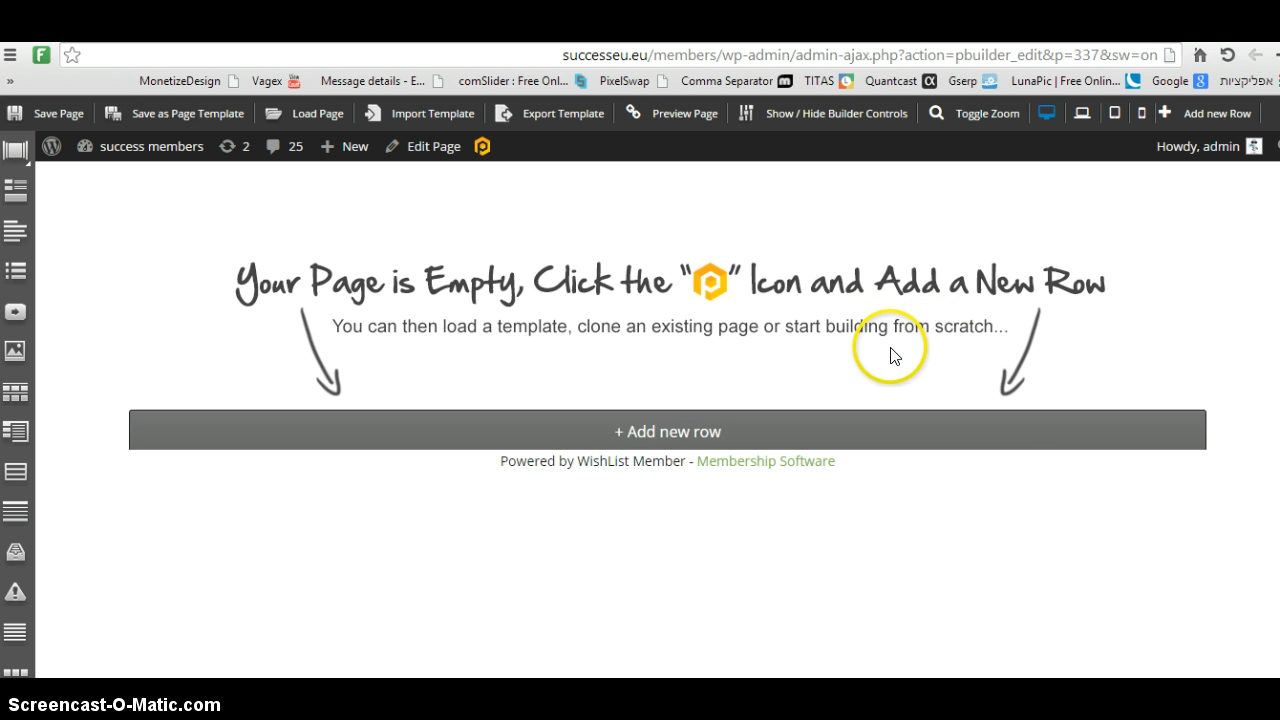 successeu.eu/members/wp-admin/admin-ajax.php?action=pbuilder_edit&p=337&sw=on
» MonetizeDesign Vagex Message details - E... comSlider : Free Onl... PixelSwap Comma Separator TITAS Quantcast Gserp LunaPic | Free Onlin... Google אפליקציות
Save Page Save as Page Template Load Page Import Template Export Template Preview Page Show / Hide Builder Controls Toggle Zoom Add new Row
success members 2 25 New Edit Page Howdy, admin
Your Page is Empty, Click the “P” Icon and Add a New Row
You can then load a template, clone an existing page or start building from scratch...
+ Add new row
Powered by WishList Member - Membership Software
Screencast-O-Matic.com